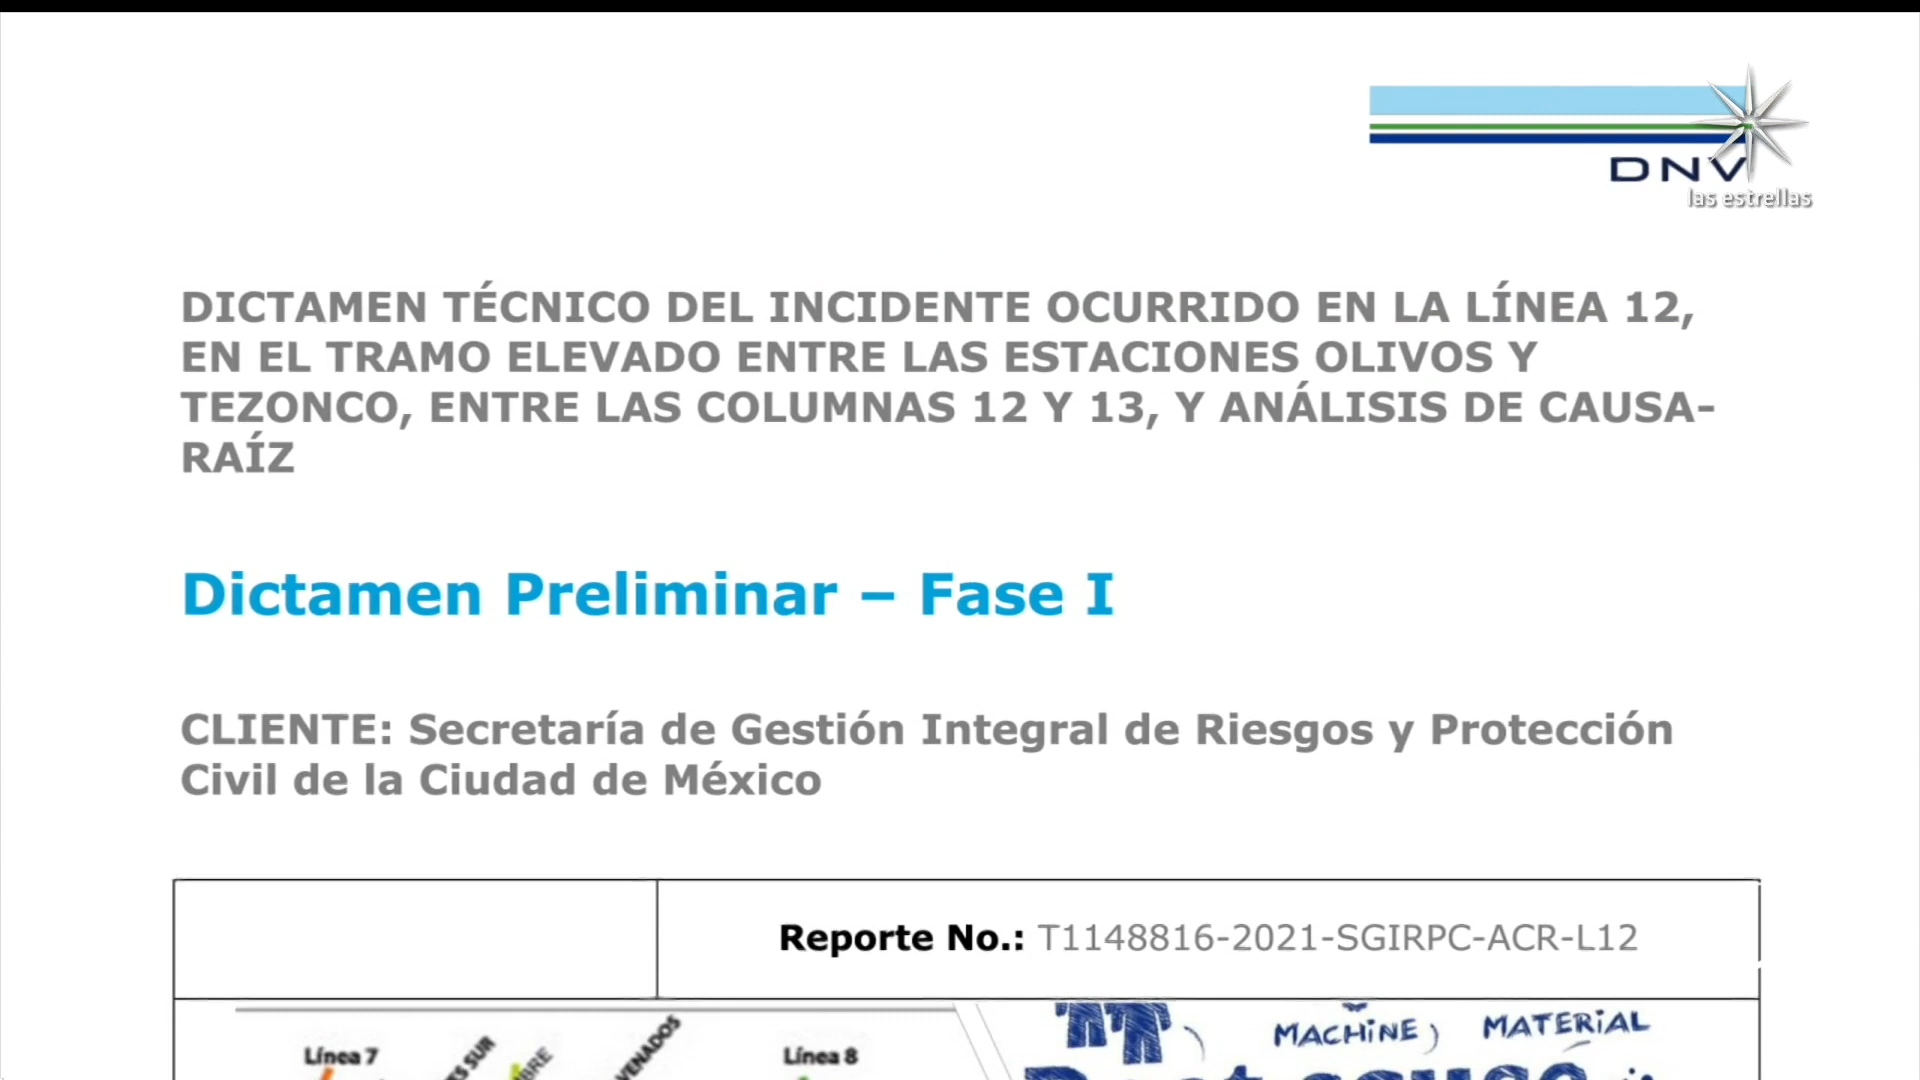 DNV
las estrellas
DICTAMEN TÉCNICO DEL INCIDENTE OCURRIDO EN LA LÍNEA 12,
EN EL TRAMO ELEVADO ENTRE LAS ESTACIONES OLIVOS Y
TEZONCO, ENTRE LAS COLUMNAS 12 Y 13, Y ANÁLISIS DE CAUSA-
RAÍZ
Dictamen Preliminar – Fase I
CLIENTE: Secretaría de Gestión Integral de Riesgos y Protección
Civil de la Ciudad de México
Reporte No.: T1148816-2021-SGIRPC-ACR-L12
Línea 7
SUR
VENADOS
Línea 8
MACHiNE
MATERiAL